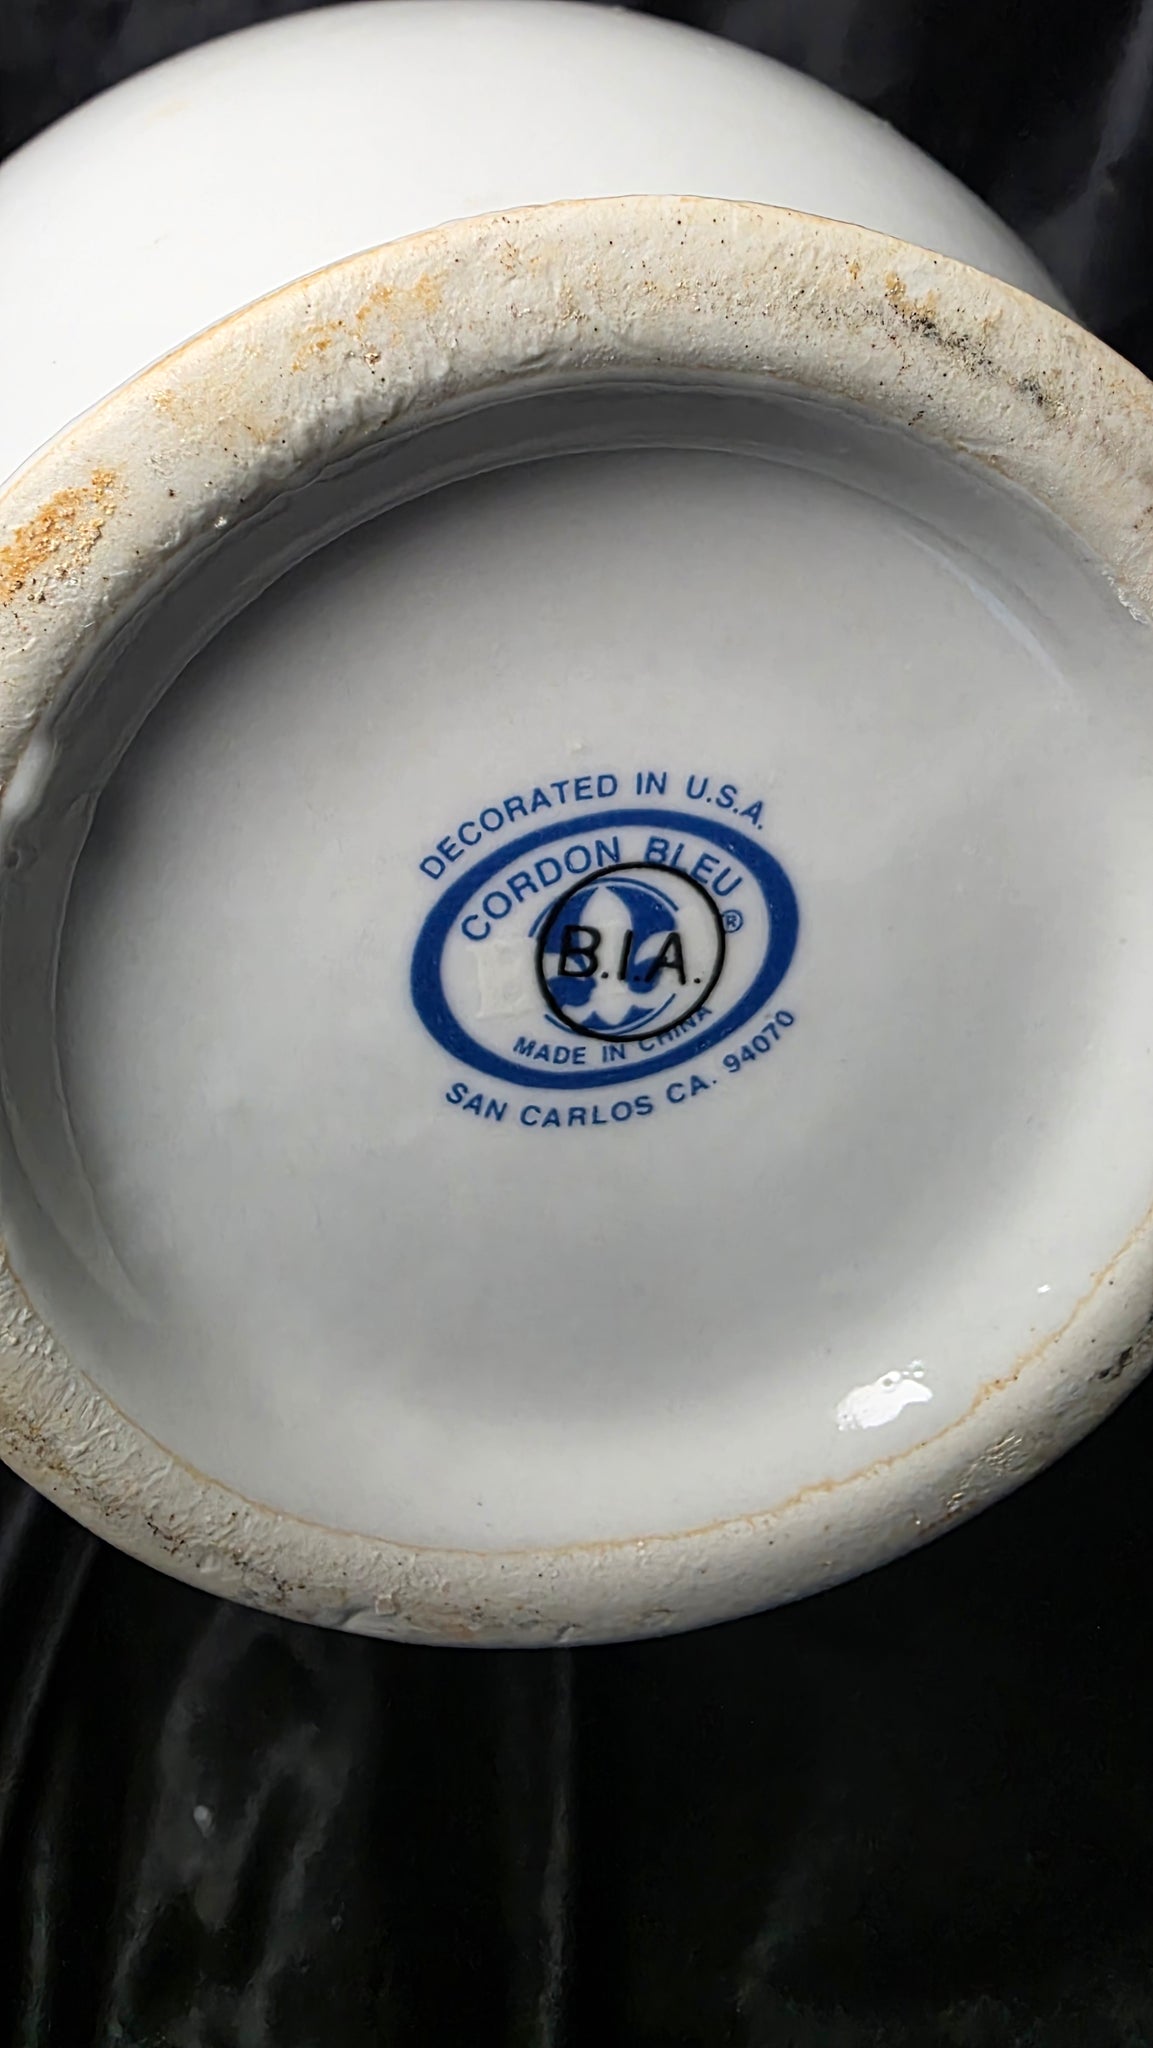 DECORATED IN U.S.A.
CORDON BLEU®
B.I.A.
MADE IN CHINA
SAN CARLOS CA. 94070